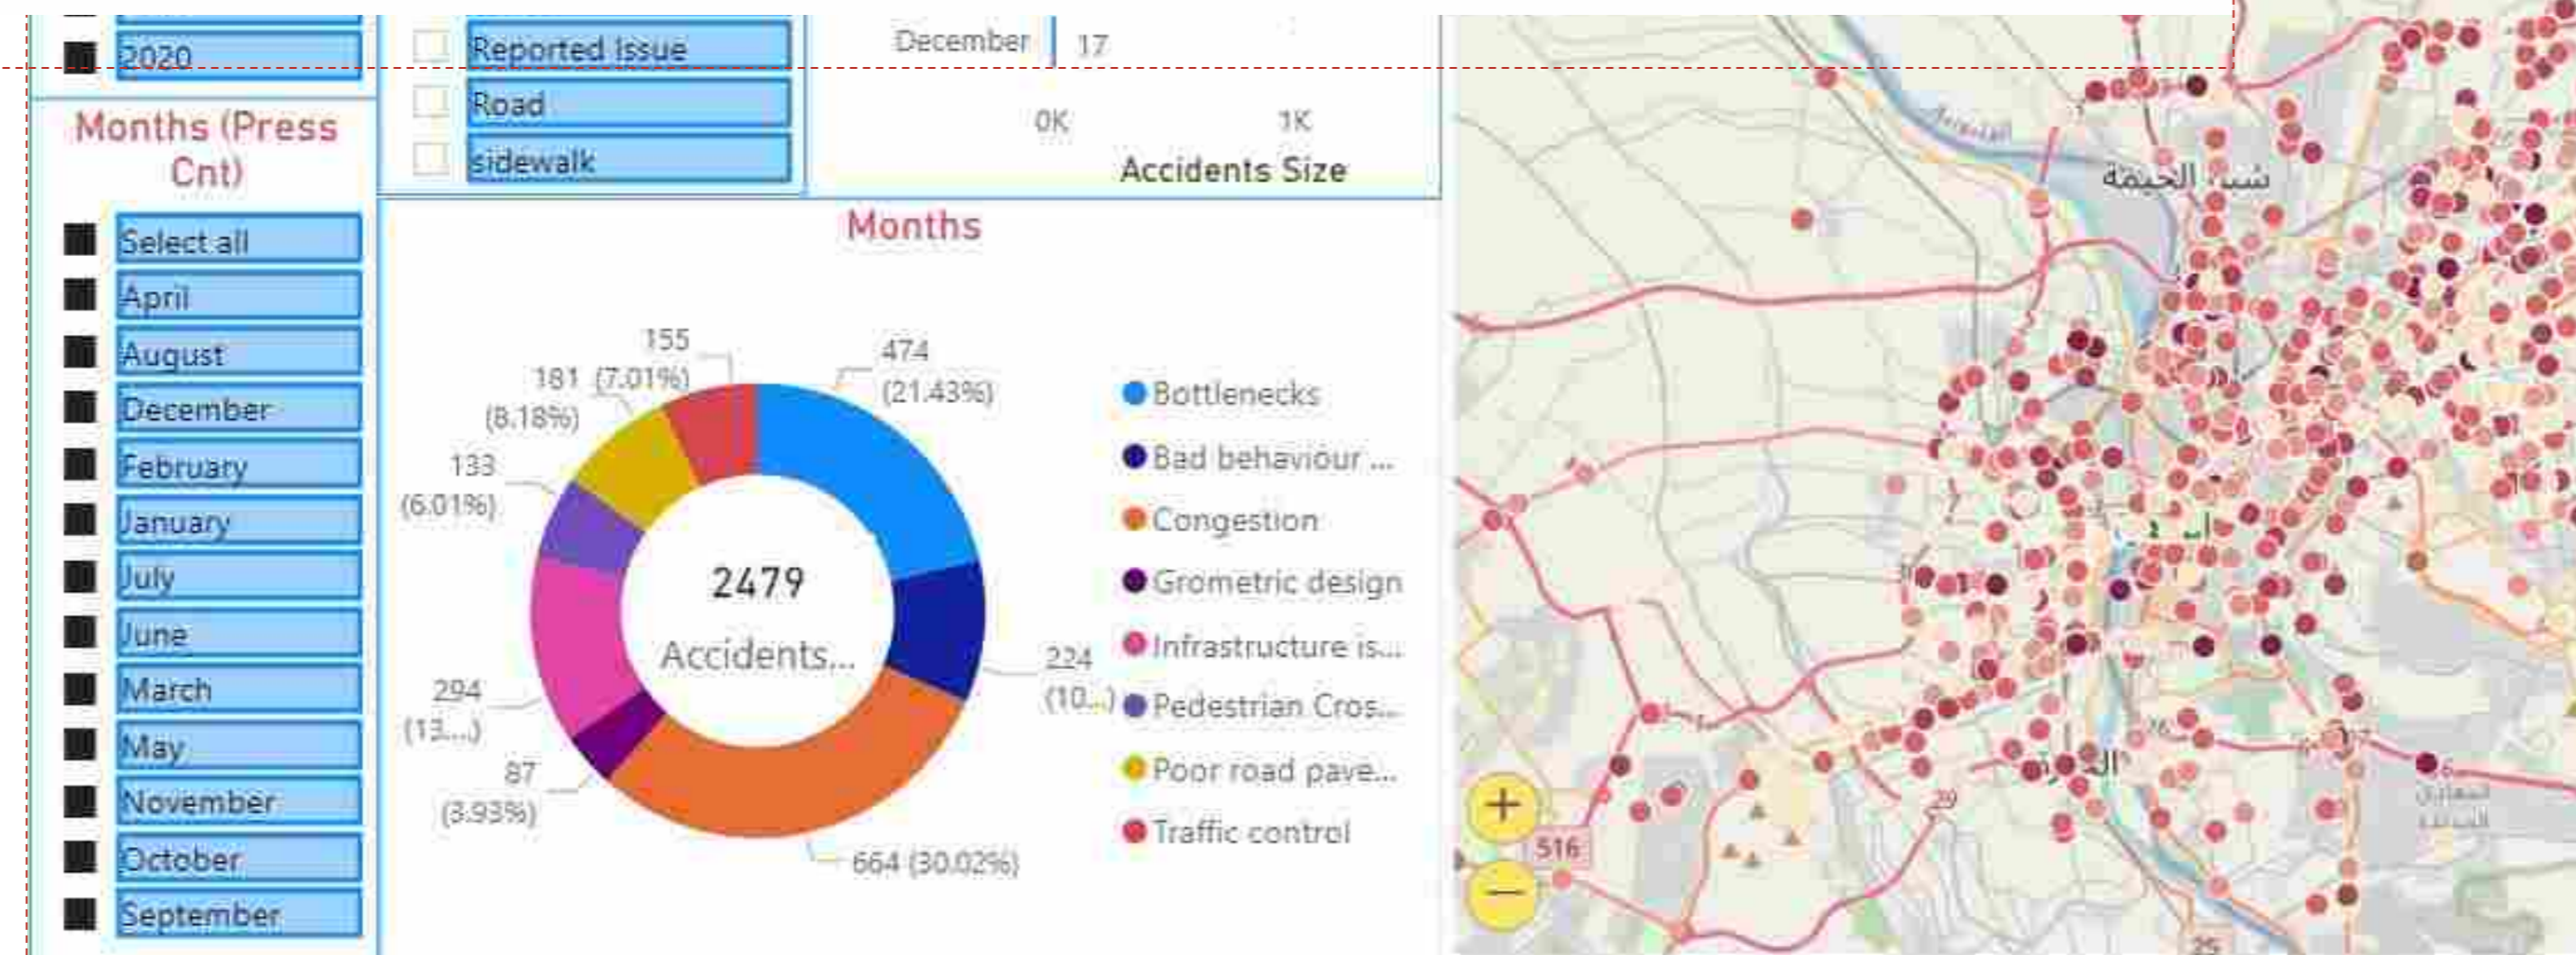 2020
Months (Press
Cnt)
Select all
April
August
December
February
January
July
June
March
May
November
October
September
Reported Issue
Road
sidewalk
December 17
0K 1K
Accidents Size
Months
155
(7.01%)
181
(8.18%)
133
(6.01%)
294
(13...)
87
(3.93%)
664 (30.02%)
224
(10...)
474
(21.43%)
2479
Accidents...
Bottlenecks
Bad behaviour ...
Congestion
Grometric design
Infrastructure is...
Pedestrian Cros...
Poor road pave...
Traffic control
+
−
516
29
25